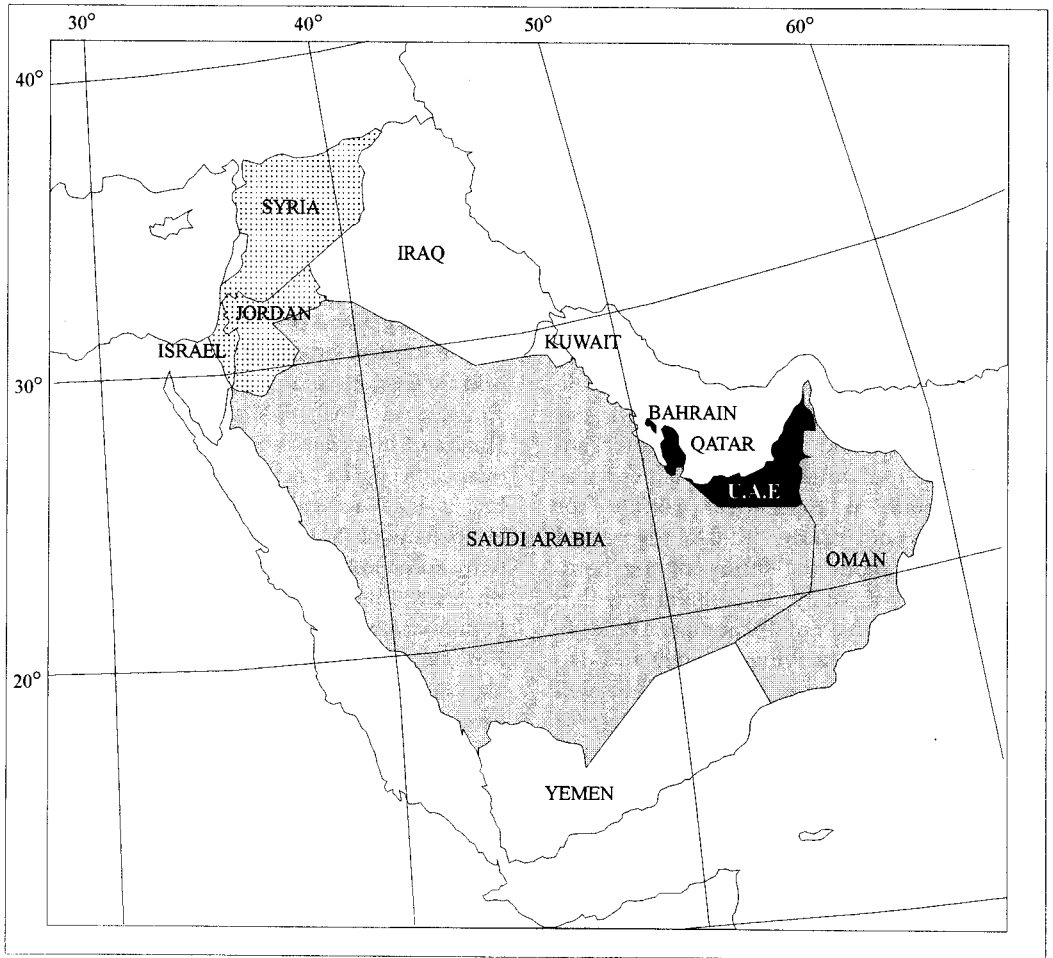 30°
40°
50°
60°
40°
SYRIA
IRAQ
JORDAN
KUWAIT
ISRAEL
30°
BAHRAIN
QATAR
U.A.E
SAUDI ARABIA
OMAN
20°
YEMEN